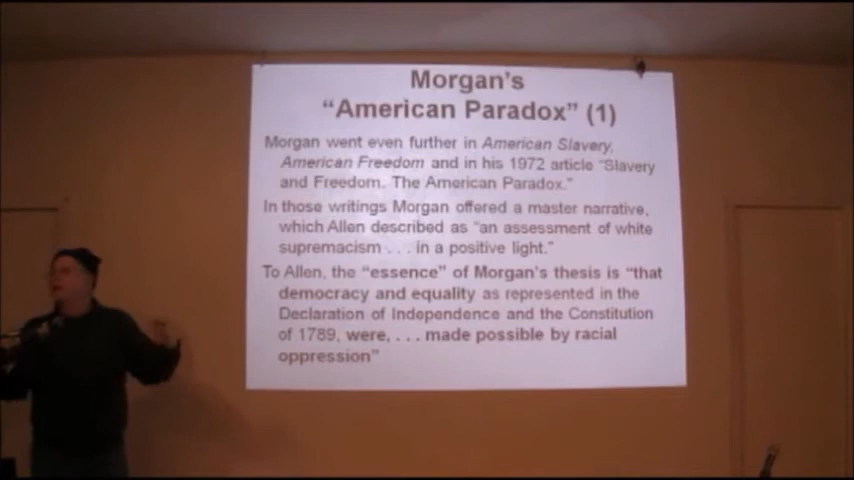 Morgan's
"American Paradox" (1)
Morgan went even further in American Slavery,
American Freedom and in his 1972 article "Slavery
and Freedom. The American Paradox."
In those writings Morgan offered a master narrative,
which Allen described as "an assessment of white
supremacism . . . in a positive light."
To Allen, the "essence" of Morgan's thesis is "that
democracy and equality as represented in the
Declaration of Independence and the Constitution
of 1789, were, . . . made possible by racial
oppression"